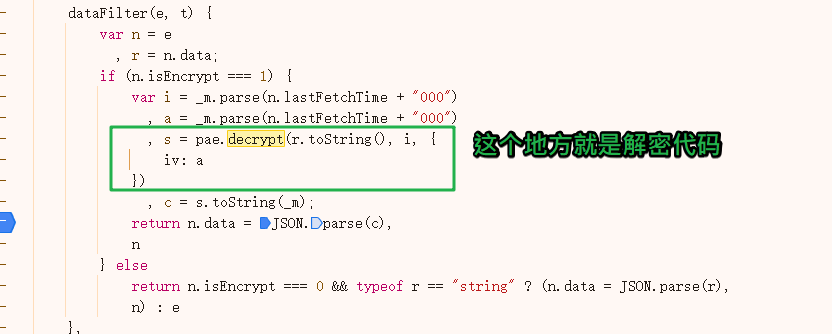 dataFilter(e, t) {
var n = e
, r = n.data;
if (n.isEncrypt === 1) {
var i = _m.parse(n.lastFetchTime + "000")
, a = _m.parse(n.lastFetchTime + "000")
, s = pae.decrypt(r.toString(), i, {
iv: a
})
这个地方就是解密代码
, c = s.toString(_m);
return n.data = JSON.parse(c),
n
} else
return n.isEncrypt === 0 && typeof r == "string" ? (n.data = JSON.parse(r),
n) : e
},